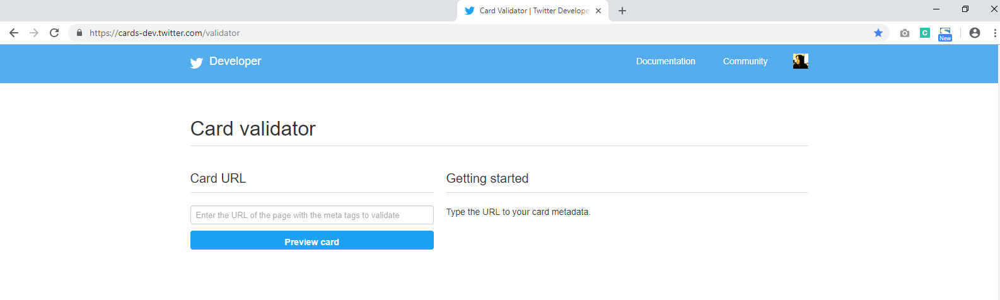 Card Validator | Twitter Develope
https://cards-dev.twitter.com/validator
C
New
Developer
Documentation
Community
Card validator
Card URL
Getting started
Enter the URL of the page with the meta tags to validate
Type the URL to your card metadata.
Preview card